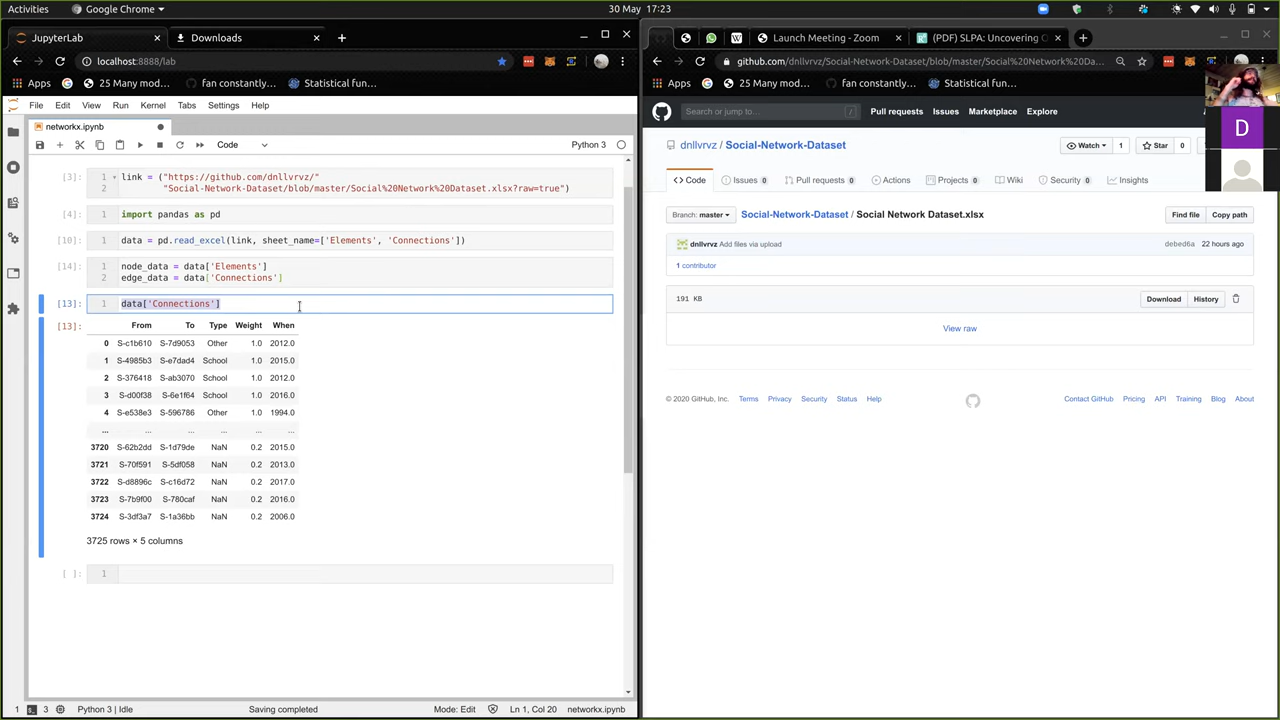 Activities
Google Chrome
30 May 17:23
JupyterLab
Downloads
localhost:8888/lab
Apps
25 Many mod…
fan constantly…
Statistical fun…
File Edit View Run Kernel Tabs Settings Help
networkx.ipynb
Code
Python 3
[3]:
1 link = ("https://github.com/dnllvrvz/"
2 "Social-Network-Dataset/blob/master/Social%20Network%20Dataset.xlsx?raw=true")
[4]:
1 import pandas as pd
[10]:
1 data = pd.read_excel(link, sheet_name=['Elements', 'Connections'])
[14]:
1 node_data = data['Elements']
2 edge_data = data['Connections']
[13]:
1 data['Connections']
[13]:
From To Type Weight When
0 S-c1b610 S-7d9053 Other 1.0 2012.0
1 S-4985b3 S-e7dad4 School 1.0 2015.0
2 S-376418 S-ab3070 School 1.0 2012.0
3 S-d00f38 S-6e1f64 School 1.0 2016.0
4 S-e538e3 S-596786 Other 1.0 1994.0
... ... ... ... ... ...
3720 S-62b2dd S-1d79de NaN 0.2 2015.0
3721 S-70f591 S-5df058 NaN 0.2 2013.0
3722 S-d8896c S-c16d72 NaN 0.2 2017.0
3723 S-7b9f00 S-780caf NaN 0.2 2016.0
3724 S-3df3a7 S-1a36bb NaN 0.2 2006.0
3725 rows × 5 columns
[ ]:
1
1 3 Python 3 | Idle Saving completed Mode: Edit Ln 1, Col 20 networkx.ipynb
Launch Meeting - Zoom
(PDF) SLPA: Uncovering O
github.com/dnllvrvz/Social-Network-Dataset/blob/master/Social%20Network%20Da…
Apps
25 Many mod…
fan constantly…
Statistical fun…
Search or jump to…
/
Pull requests Issues Marketplace Explore
D
dnllvrvz / Social-Network-Dataset
Watch 1
Star 0
Code
Issues 0
Pull requests 0
Actions
Projects 0
Wiki
Security 0
Insights
Branch: master
Social-Network-Dataset / Social Network Dataset.xlsx
Find file
Copy path
dnllvrvz Add files via upload
debed6a 22 hours ago
1 contributor
191 KB
Download
History
View raw
© 2020 GitHub, Inc. Terms Privacy Security Status Help
Contact GitHub Pricing API Training Blog About